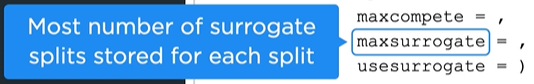 Most number of surrogate
splits stored for each split
maxcompete = ,
maxsurrogate = ,
usesurrogate = )